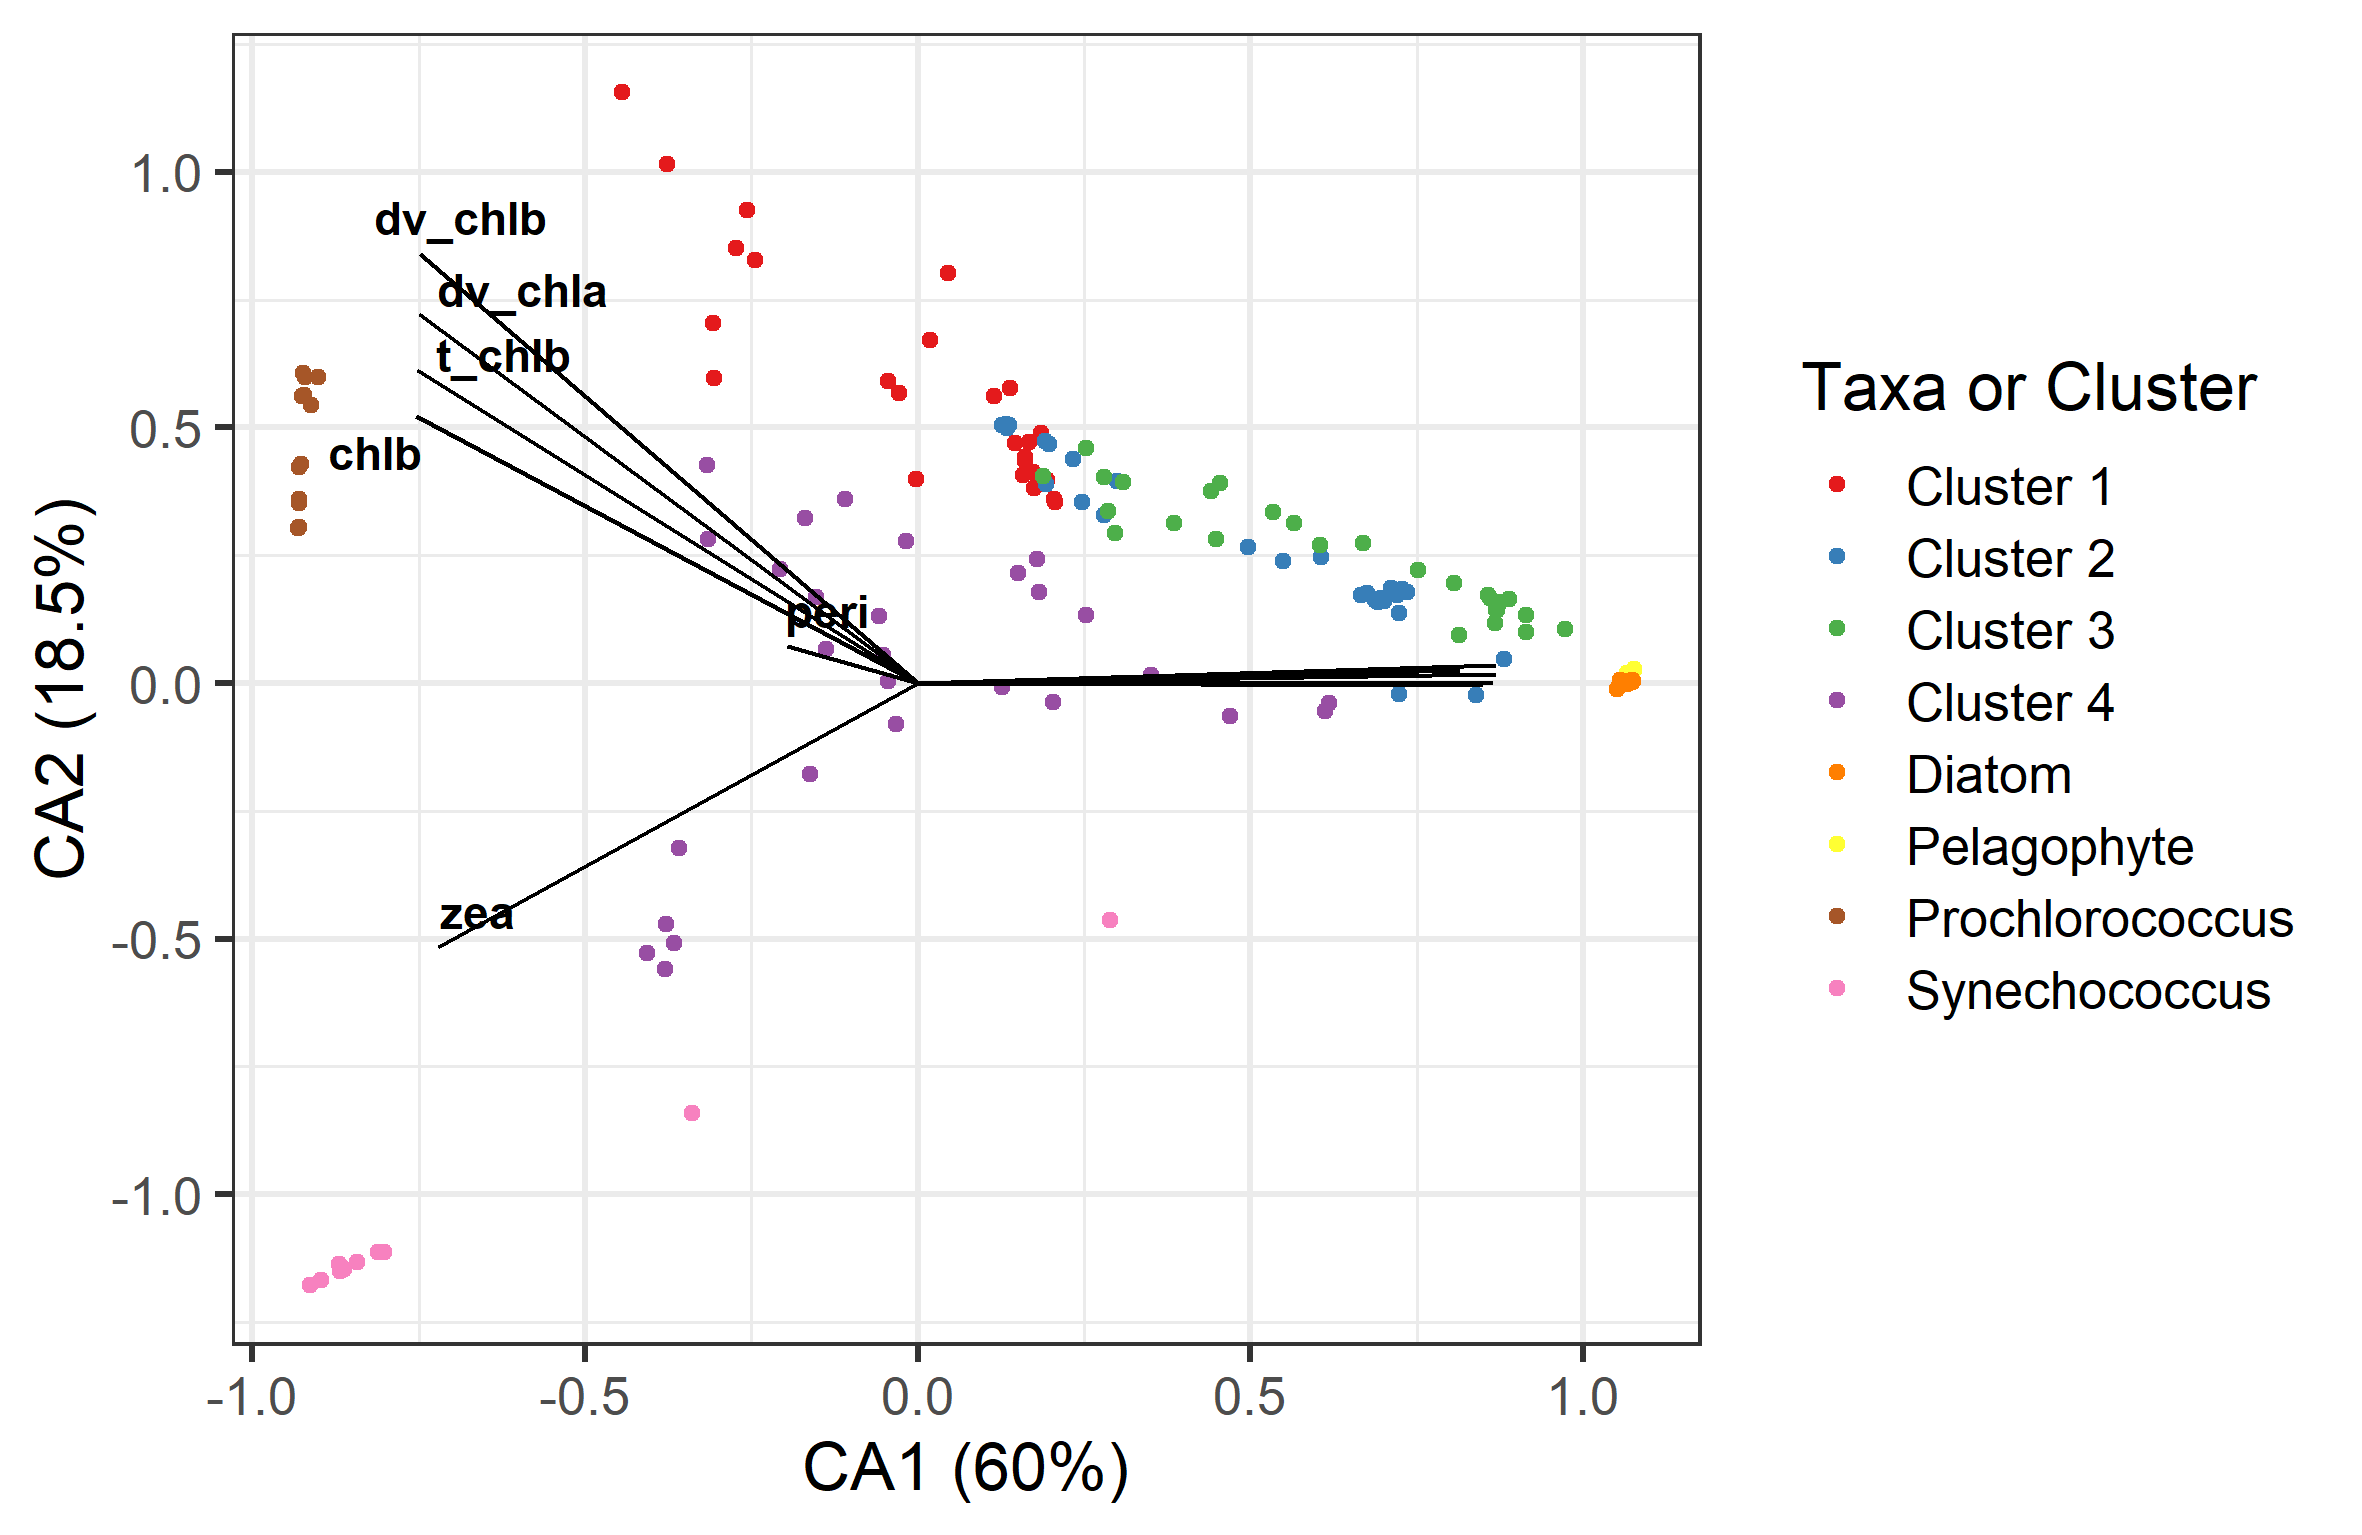 dv_chlb
dv_chla
t_chlb
chlb
peri
zea
1.0
0.5
0.0
-0.5
-1.0
-1.0
-0.5
0.0
0.5
1.0
CA1 (60%)
CA2 (18.5%)
Taxa or Cluster
Cluster 1
Cluster 2
Cluster 3
Cluster 4
Diatom
Pelagophyte
Prochlorococcus
Synechococcus